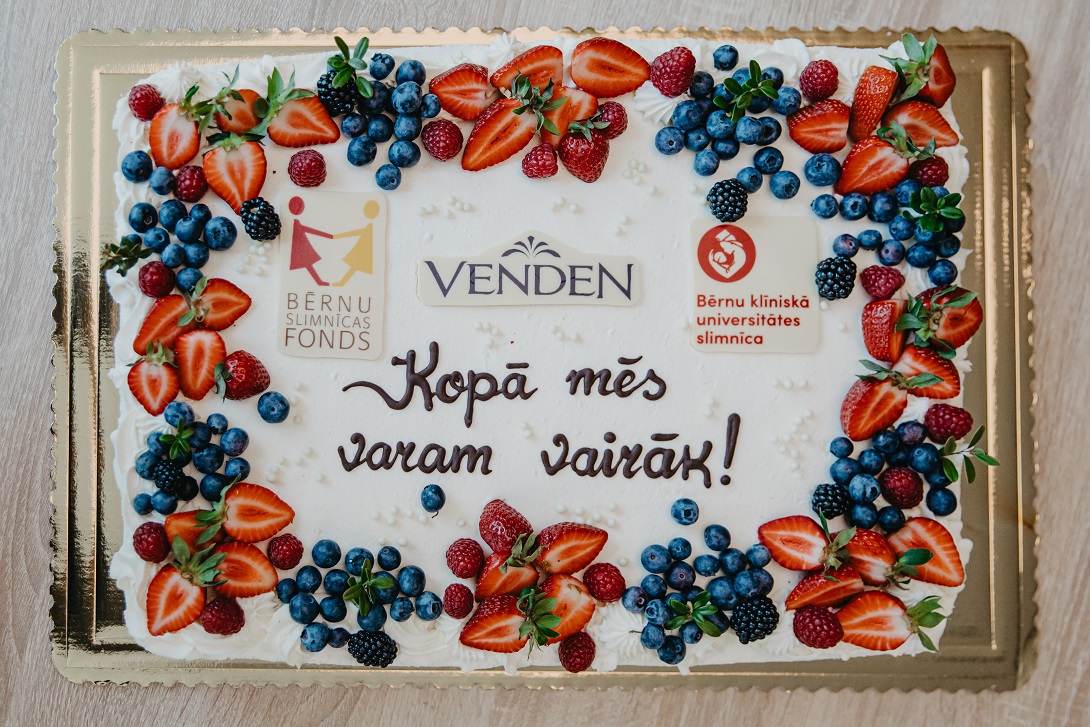 BĒRNU
SLIMNĪCAS
FONDS
VENDEN
Bērnu klīniskā
universitātes
slimnīca
Kopā mēs
varam vairāk!